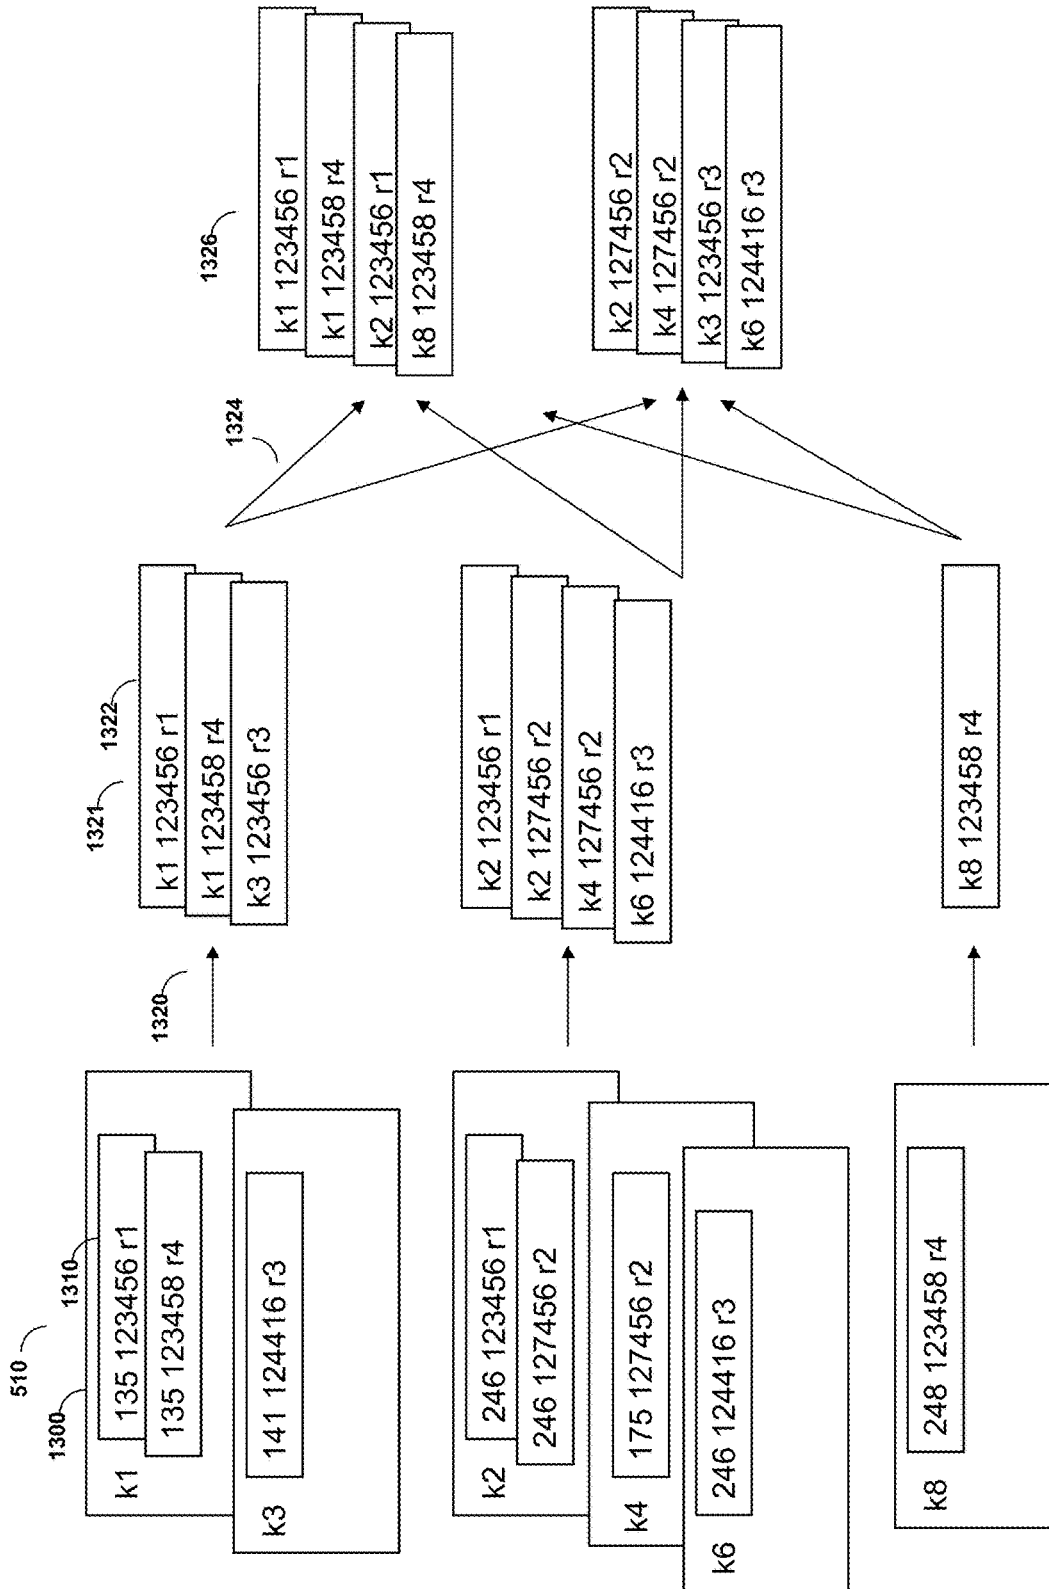 510
1300
1310
k1
135 123456 r1
135 123458 r4
k3
141 124416 r3
k2
246 123456 r1
246 127456 r2
k4
175 127456 r2
k6
246 124416 r3
k8
248 123458 r4
1320
1321
1322
k1 123456 r1
k1 123458 r4
k3 123456 r3
k2 123456 r1
k2 127456 r2
k4 127456 r2
k6 124416 r3
k8 123458 r4
1324
1326
k1 123456 r1
k1 123458 r4
k2 123456 r1
k8 123458 r4
k2 127456 r2
k4 127456 r2
k3 123456 r3
k6 124416 r3